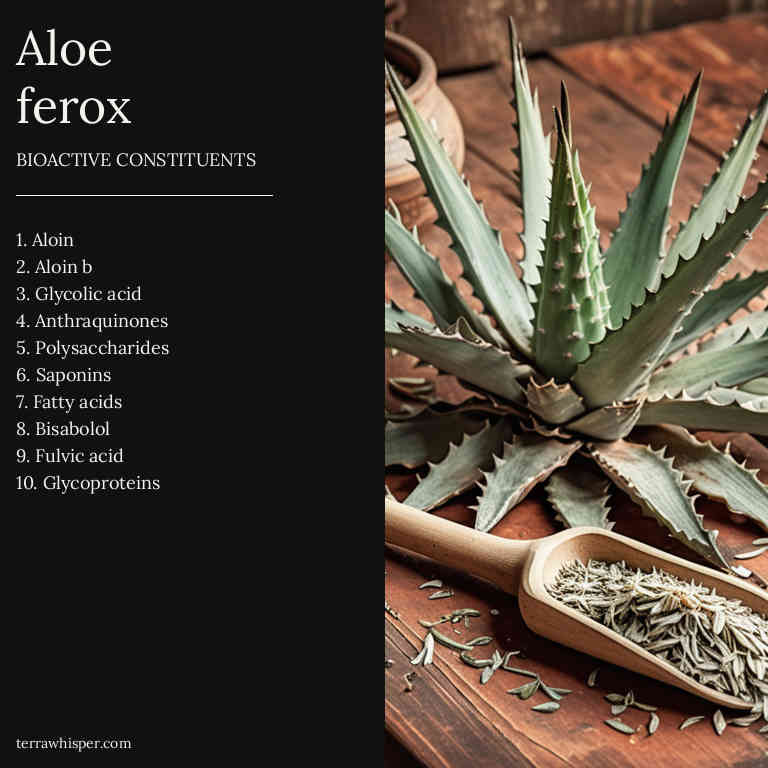 Aloe
ferox
BIOACTIVE CONSTITUENTS
1. Aloin
2. Aloin b
3. Glycolic acid
4. Anthraquinones
5. Polysaccharides
6. Saponins
7. Fatty acids
8. Bisabolol
9. Fulvic acid
10. Glycoproteins
terrawhisper.com